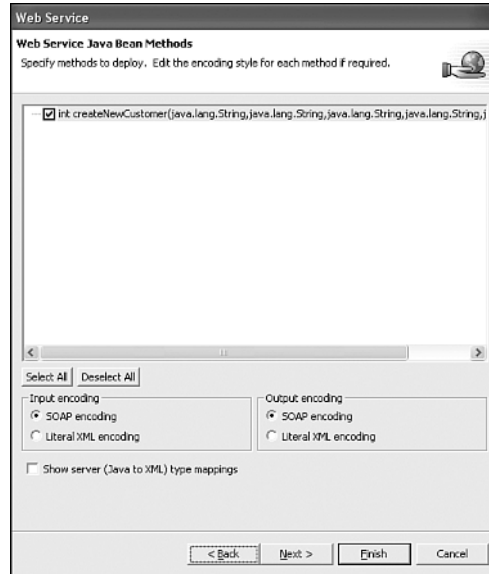 Web Service
Web Service Java Bean Methods
Specify methods to deploy. Edit the encoding style for each method if required.
int createNewCustomer(java.lang.String,java.lang.String,java.lang.String,java.lang.String,j
Select All Deselect All
Input encoding Output encoding
SOAP encoding SOAP encoding
Literal XML encoding Literal XML encoding
Show server (Java to XML) type mappings
< Back Next > Finish Cancel